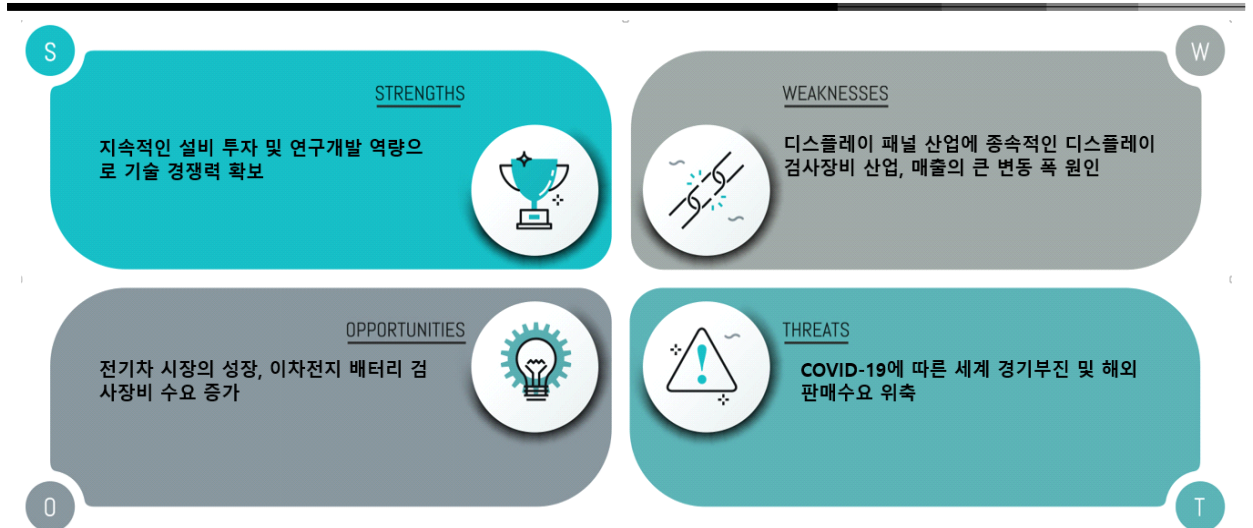 S
STRENGTHS
지속적인 설비 투자 및 연구개발 역량으
로 기술 경쟁력 확보
W
WEAKNESSES
디스플레이 패널 산업에 종속적인 디스플레이
검사장비 산업, 매출의 큰 변동 폭 원인
OPPORTUNITIES
전기차 시장의 성장, 이차전지 배터리 검
사장비 수요 증가
O
THREATS
COVID-19에 따른 세계 경기부진 및 해외
판매수요 위축
T